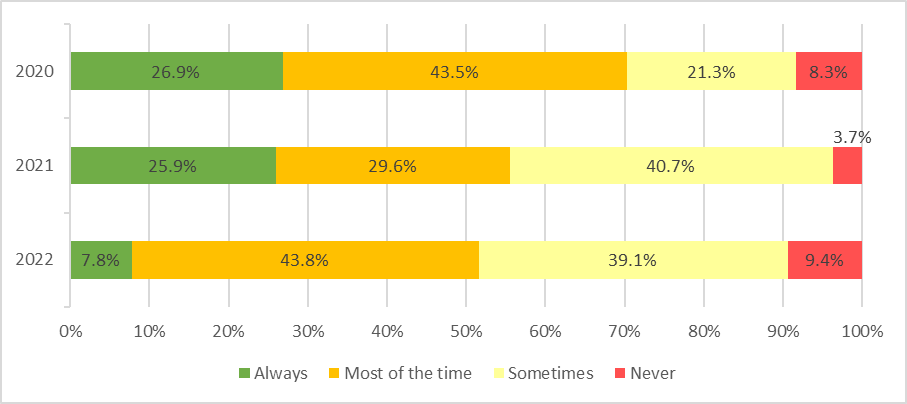 2020 26.9% 43.5% 21.3% 8.3%
3.7%
2021 25.9% 29.6% 40.7%
2022 7.8% 43.8% 39.1% 9.4%
0% 10% 20% 30% 40% 50% 60% 70% 80% 90% 100%
Always Most of the time Sometimes Never